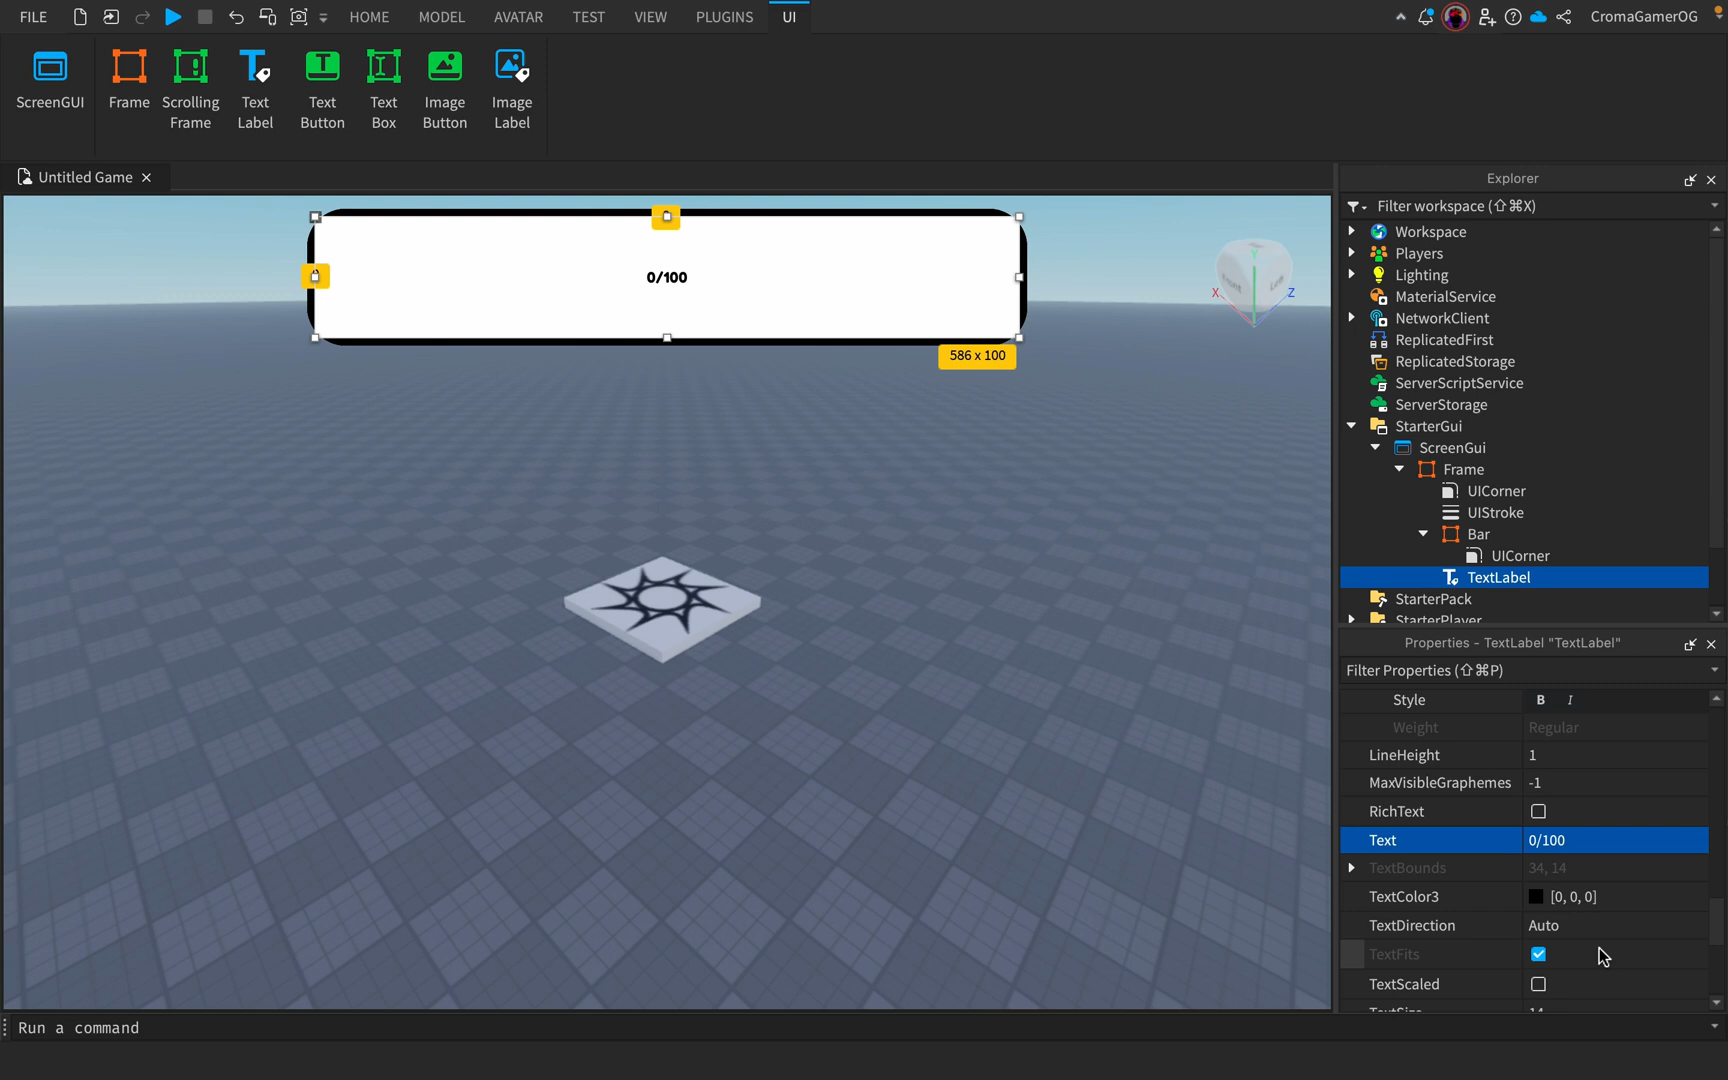 FILE HOME MODEL AVATAR TEST VIEW PLUGINS UI CromaGamerOG
ScreenGUI
Frame
Scrolling
Frame
Text
Label
Text
Button
Text
Box
Image
Button
Image
Label
Untitled Game
0/100
586 x 100
Y
X
Z
Explorer
Filter workspace (⇧⌘X)
Workspace
Players
Lighting
MaterialService
NetworkClient
ReplicatedFirst
ReplicatedStorage
ServerScriptService
ServerStorage
StarterGui
ScreenGui
Frame
UICorner
UIStroke
Bar
UICorner
TextLabel
StarterPack
StarterPlayer
Properties - TextLabel "TextLabel"
Filter Properties (⇧⌘P)
Style B I
Weight Regular
LineHeight 1
MaxVisibleGraphemes -1
RichText
Text 0/100
TextBounds 34, 14
TextColor3 [0, 0, 0]
TextDirection Auto
TextFits
TextScaled
TextSize 14
Run a command